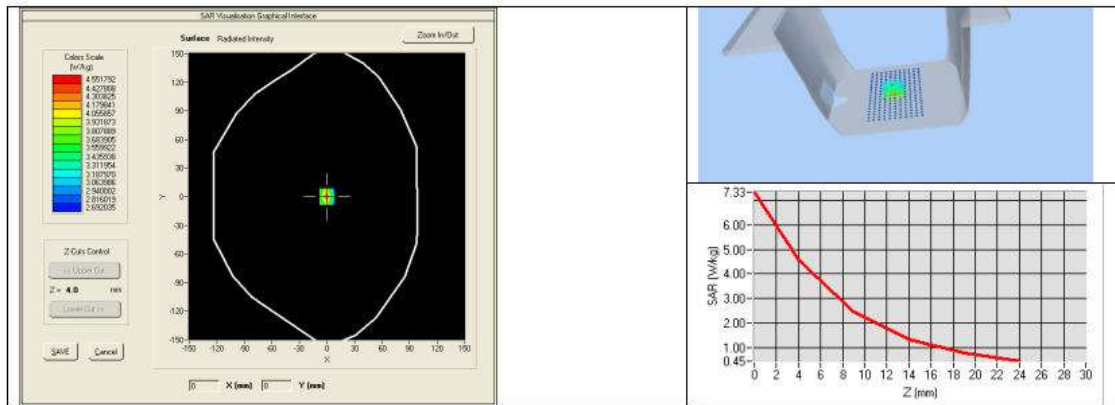 SAR Visualisation Graphical Interface
Surface Radiated Intensity
Zoom In/Out
Colors Scale
(W/kg)
4.551792
4.427808
4.303825
4.179841
4.055857
3.931873
3.807889
3.683905
3.559922
3.435938
3.311954
3.187970
3.063986
2.940002
2.816019
2.692035
Z-Cuts Control
<< Upper Cut
Z = 4.0 mm
Lower Cut >>
SAVE Cancel
150
120
90
60
30
0
-30
-60
-90
-120
-150
Y
-150 -120 -90 -60 -30 0 30 60 90 120 150
X
0 X (mm) 0 Y (mm)
7.33
6.00
5.00
4.00
3.00
2.00
1.00
0.45
SAR (W/kg)
0 2 4 6 8 10 12 14 16 18 20 22 24 26 30
Z (mm)